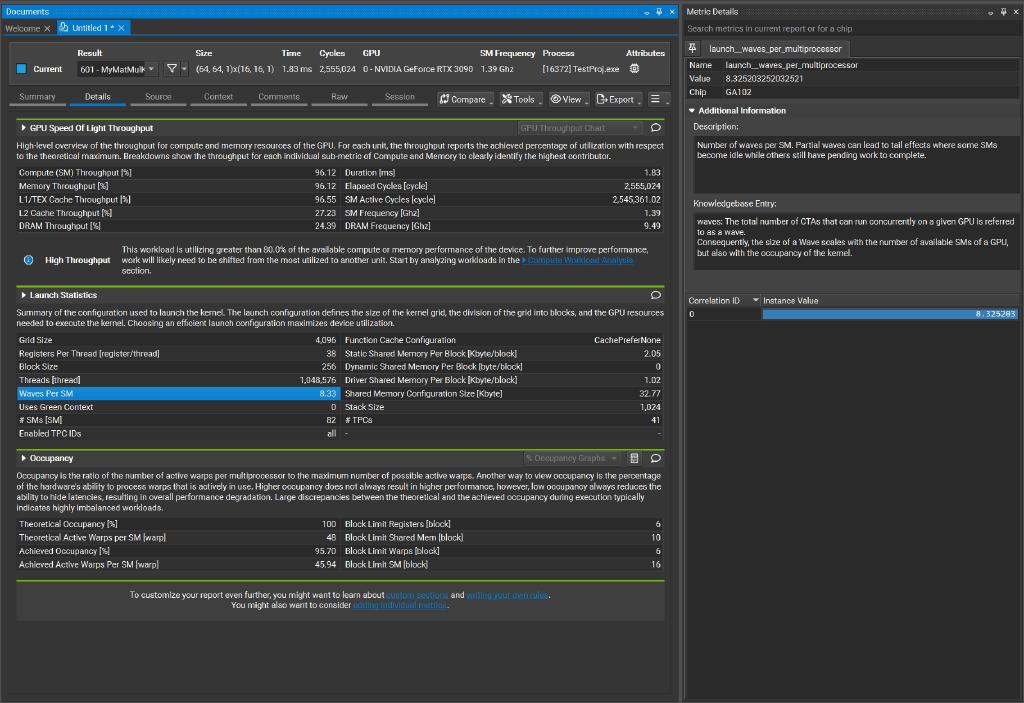 Documents
Welcome
Untitled 1 *
Result Size Time Cycles GPU SM Frequency Process Attributes
Current 601 - MyMatMulK (64, 64, 1)x(16, 16, 1) 1.83 ms 2,555,024 0 - NVIDIA GeForce RTX 3090 1.39 Ghz [16372] TestProj.exe
Summary Details Source Context Comments Raw Session Compare Tools View Export
GPU Speed Of Light Throughput GPU Throughput Chart
High-level overview of the throughput for compute and memory resources of the GPU. For each unit, the throughput reports the achieved percentage of utilization with respect
to the theoretical maximum. Breakdowns show the throughput for each individual sub-metric of Compute and Memory to clearly identify the highest contributor.
Compute (SM) Throughput [%] 96.12 Duration [ms] 1.83
Memory Throughput [%] 96.12 Elapsed Cycles [cycle] 2,555,024
L1/TEX Cache Throughput [%] 96.55 SM Active Cycles [cycle] 2,545,361.02
L2 Cache Throughput [%] 27.23 SM Frequency [Ghz] 1.39
DRAM Throughput [%] 24.39 DRAM Frequency [Ghz] 9.49
High Throughput
This workload is utilizing greater than 80.0% of the available compute or memory performance of the device. To further improve performance,
work will likely need to be shifted from the most utilized to another unit. Start by analyzing workloads in the Compute Workload Analysis
section.
Launch Statistics
Summary of the configuration used to launch the kernel. The launch configuration defines the size of the kernel grid, the division of the grid into blocks, and the GPU resources
needed to execute the kernel. Choosing an efficient launch configuration maximizes device utilization.
Grid Size 4,096 Function Cache Configuration CachePreferNone
Registers Per Thread [register/thread] 38 Static Shared Memory Per Block [Kbyte/block] 2.05
Block Size 256 Dynamic Shared Memory Per Block [byte/block] 0
Threads [thread] 1,048,576 Driver Shared Memory Per Block [Kbyte/block] 1.02
Waves Per SM 8.33 Shared Memory Configuration Size [Kbyte] 32.77
Uses Green Context 0 Stack Size 1,024
# SMs [SM] 82 # TPCs 41
Enabled TPC IDs all - -
Occupancy % Occupancy Graphs
Occupancy is the ratio of the number of active warps per multiprocessor to the maximum number of possible active warps. Another way to view occupancy is the percentage
of the hardware's ability to process warps that is actively in use. Higher occupancy does not always result in higher performance, however, low occupancy always reduces the
ability to hide latencies, resulting in overall performance degradation. Large discrepancies between the theoretical and the achieved occupancy during execution typically
indicates highly imbalanced workloads.
Theoretical Occupancy [%] 100 Block Limit Registers [block] 6
Theoretical Active Warps per SM [warp] 48 Block Limit Shared Mem [block] 10
Achieved Occupancy [%] 95.70 Block Limit Warps [block] 6
Achieved Active Warps Per SM [warp] 45.94 Block Limit SM [block] 16
To customize your report even further, you might want to learn about custom sections and writing your own rules.
You might also want to consider adding individual metrics.
Metric Details
Search metrics in current report or for a chip
launch__waves_per_multiprocessor
Name launch__waves_per_multiprocessor
Value 8.325203252032521
Chip GA102
Additional Information
Description:
Number of waves per SM. Partial waves can lead to tail effects where some SMs
become idle while others still have pending work to complete.
Knowledgebase Entry:
waves: The total number of CTAs that can run concurrently on a given GPU is referred
to as a wave.
Consequently, the size of a Wave scales with the number of available SMs of a GPU,
but also with the occupancy of the kernel.
Correlation ID Instance Value
0 8.325203